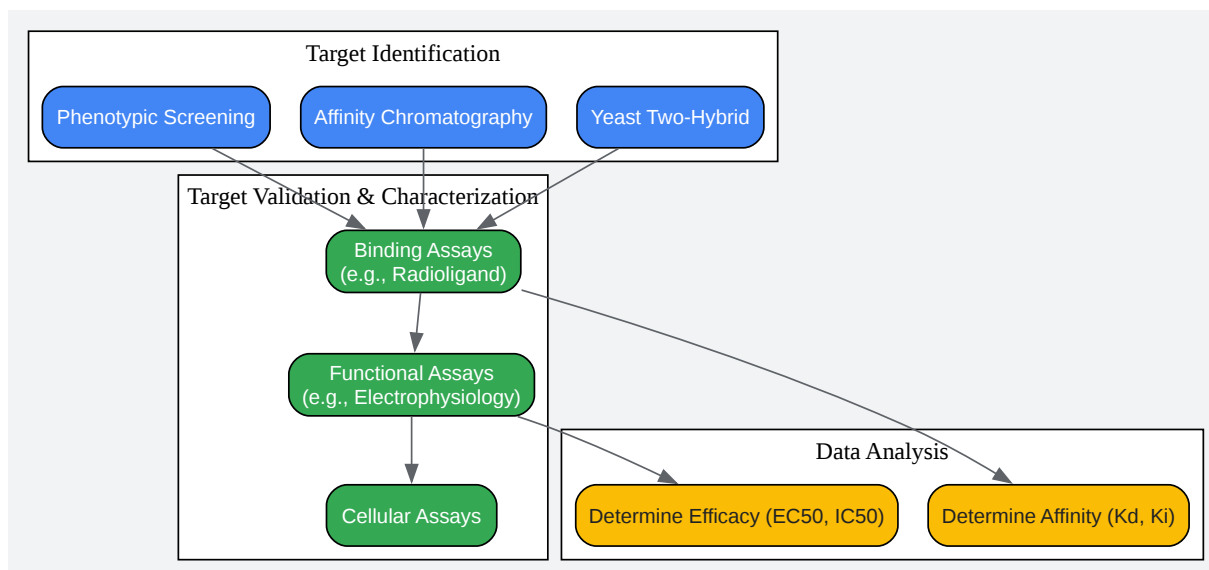 Target Identification
Phenotypic Screening
Affinity Chromatography
Yeast Two-Hybrid
Target Validation & Characterization
Binding Assays
(e.g., Radioligand)
Functional Assays
(e.g., Electrophysiology)
Cellular Assays
Data Analysis
Determine Efficacy (EC50, IC50)
Determine Affinity (Kd, Ki)